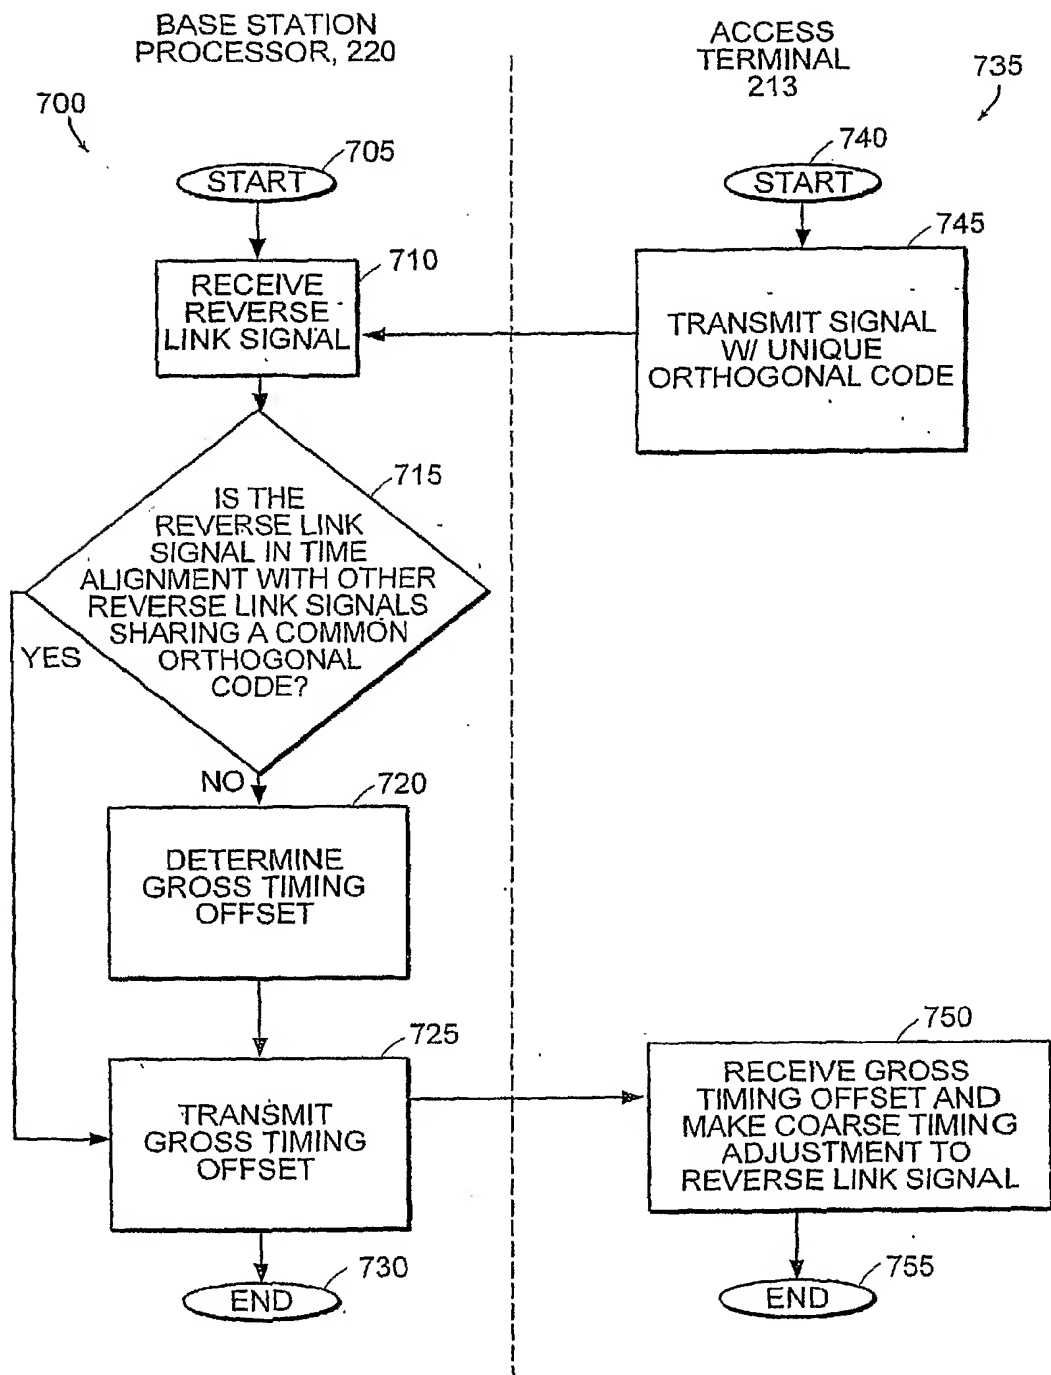 BASE STATION
PROCESSOR, 220
ACCESS
TERMINAL
213
700
735
705
START
740
START
710
RECEIVE
REVERSE
LINK SIGNAL
745
TRANSMIT SIGNAL
W/ UNIQUE
ORTHOGONAL CODE
715
IS THE
REVERSE LINK
SIGNAL IN TIME
ALIGNMENT WITH OTHER
REVERSE LINK SIGNALS
SHARING A COMMON
ORTHOGONAL
CODE?
YES
NO
720
DETERMINE
GROSS TIMING
OFFSET
725
TRANSMIT
GROSS TIMING
OFFSET
750
RECEIVE GROSS
TIMING OFFSET AND
MAKE COARSE TIMING
ADJUSTMENT TO
REVERSE LINK SIGNAL
730
END
755
END